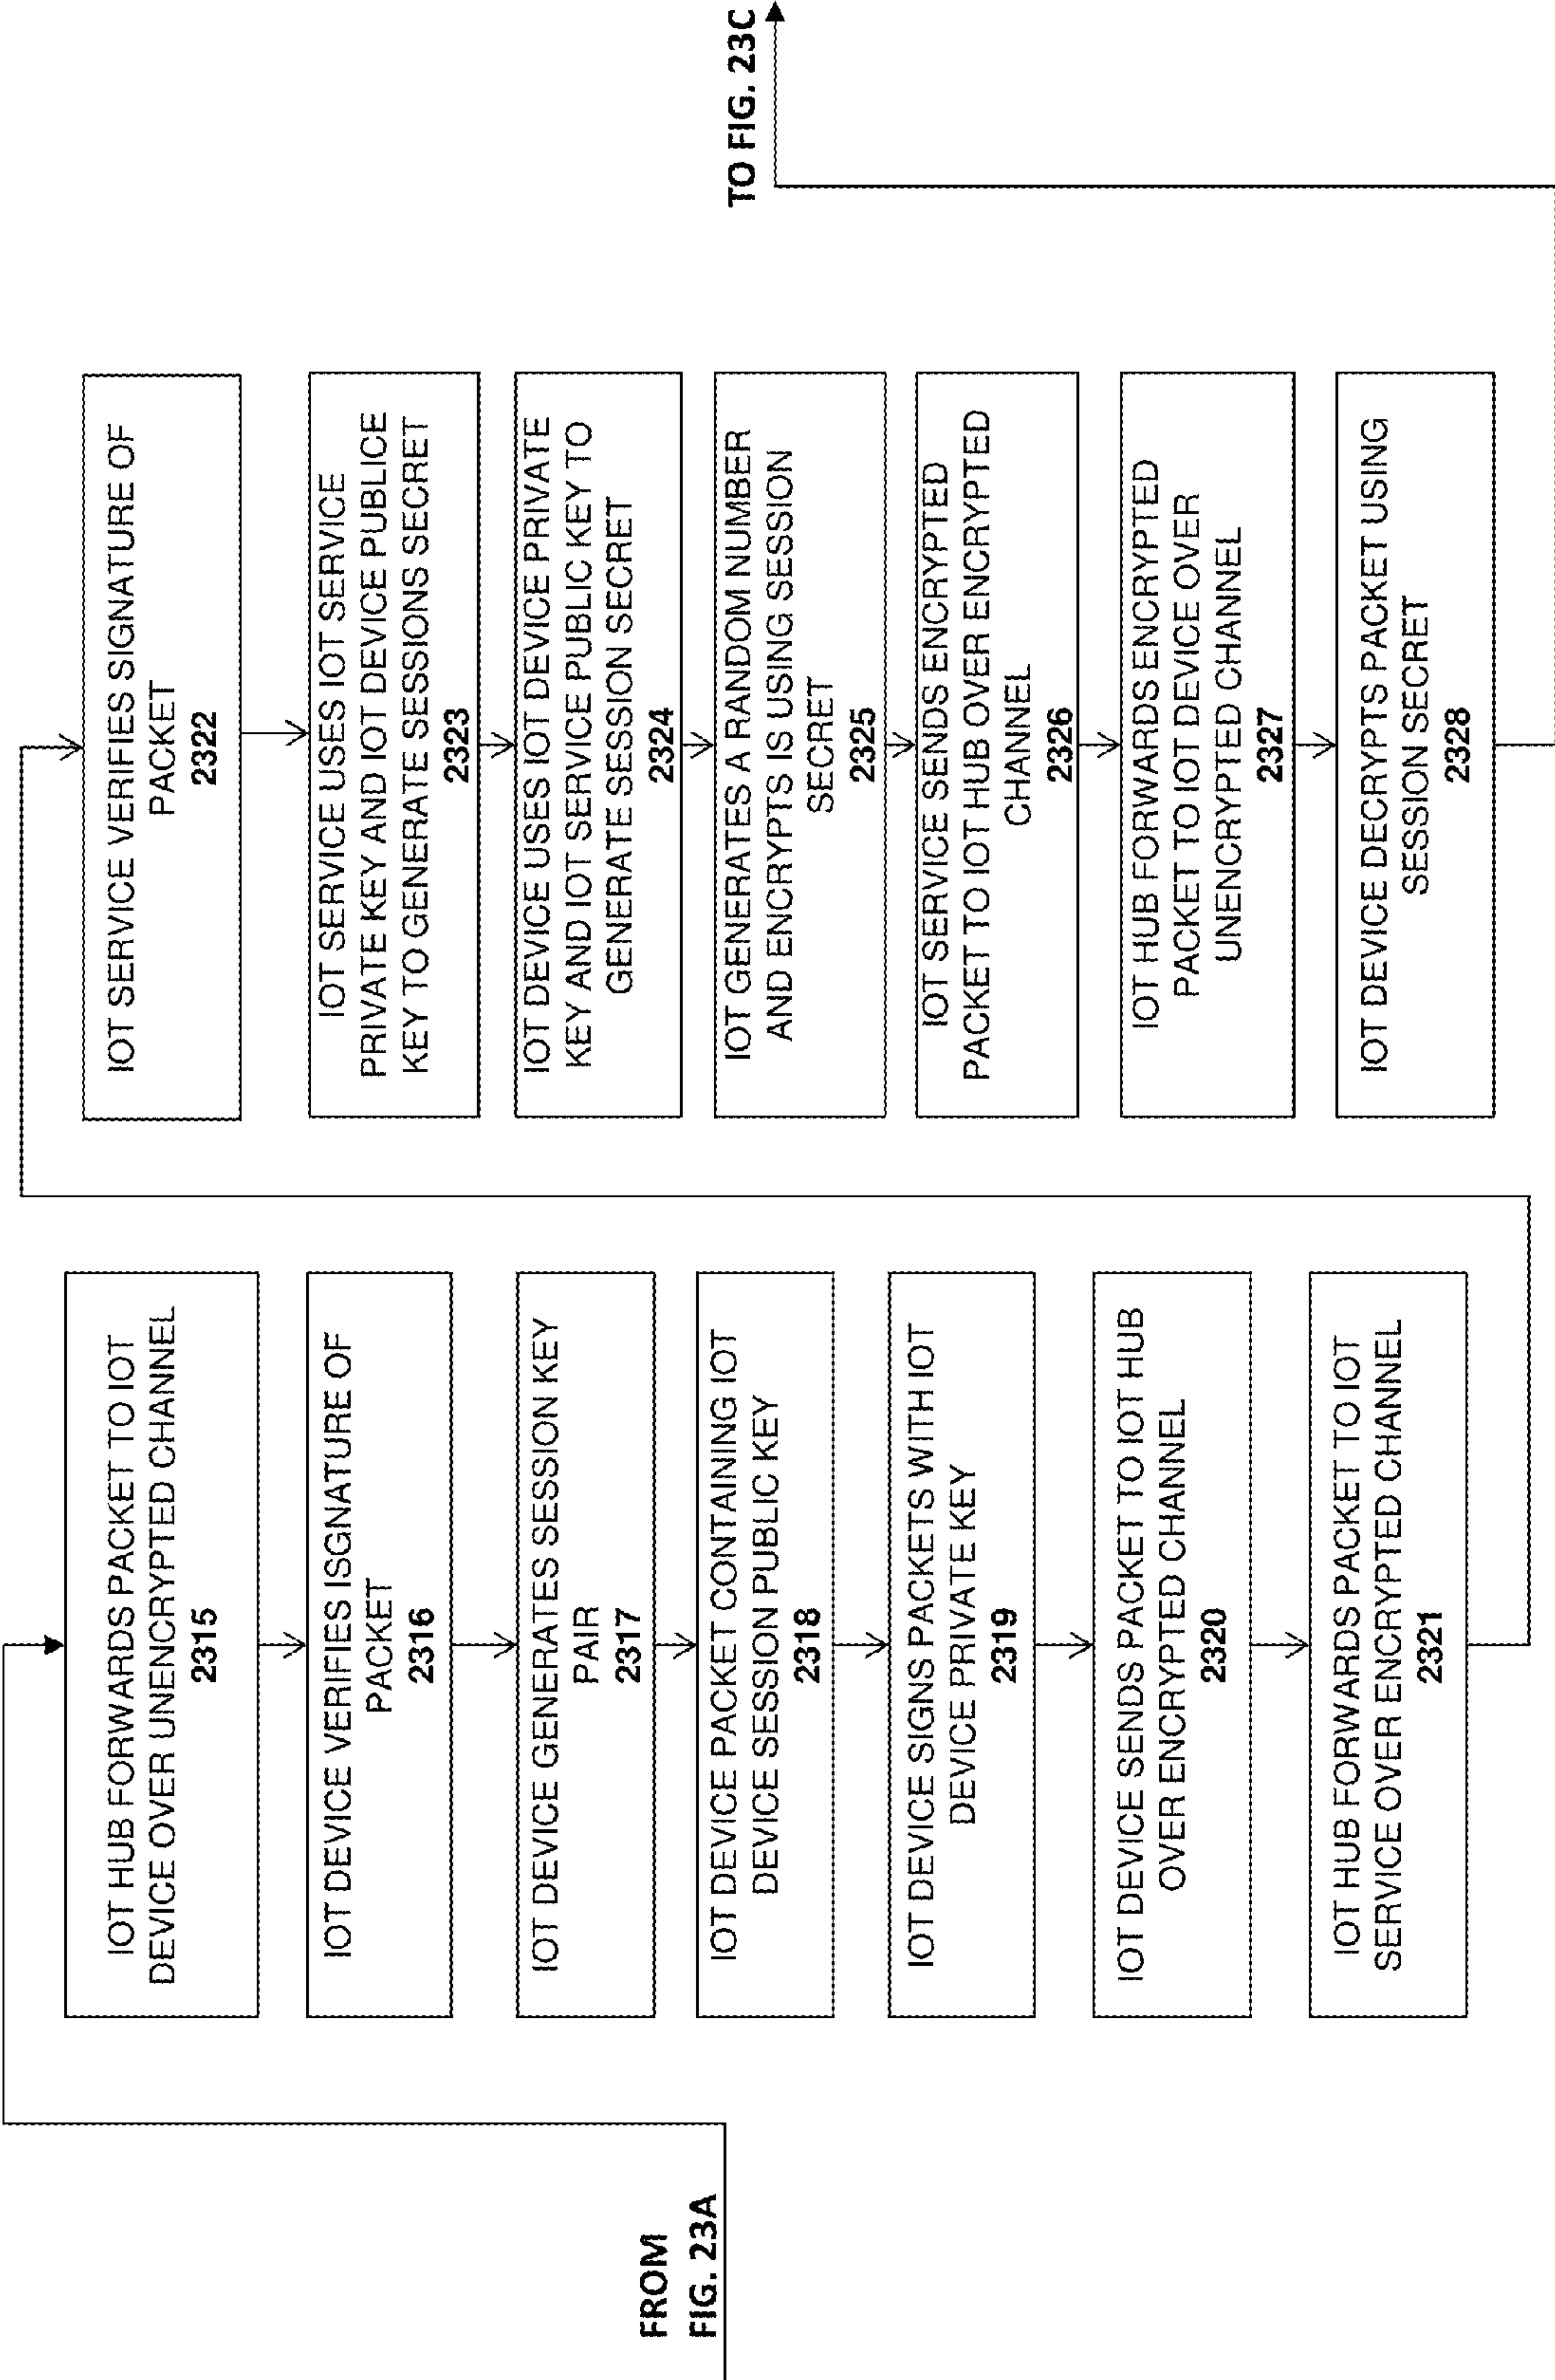 FROM
FIG. 23A
IOT HUB FORWARDS PACKET TO IOT
DEVICE OVER UNENCRYPTED CHANNEL
2315
IOT DEVICE VERIFIES ISGNATURE OF
PACKET
2316
IOT DEVICE GENERATES SESSION KEY
PAIR
2317
IOT DEVICE PACKET CONTAINING IOT
DEVICE SESSION PUBLIC KEY
2318
IOT DEVICE SIGNS PACKETS WITH IOT
DEVICE PRIVATE KEY
2319
IOT DEVICE SENDS PACKET TO IOT HUB
OVER ENCRYPTED CHANNEL
2320
IOT HUB FORWARDS PACKET TO IOT
SERVICE OVER ENCRYPTED CHANNEL
2321
IOT SERVICE VERIFIES SIGNATURE OF
PACKET
2322
IOT SERVICE USES IOT SERVICE
PRIVATE KEY AND IOT DEVICE PUBLICE
KEY TO GENERATE SESSIONS SECRET
2323
IOT DEVICE USES IOT DEVICE PRIVATE
KEY AND IOT SERVICE PUBLIC KEY TO
GENERATE SESSION SECRET
2324
IOT GENERATES A RANDOM NUMBER
AND ENCRYPTS IS USING SESSION
SECRET
2325
IOT SERVICE SENDS ENCRYPTED
PACKET TO IOT HUB OVER ENCRYPTED
CHANNEL
2326
IOT HUB FORWARDS ENCRYPTED
PACKET TO IOT DEVICE OVER
UNENCRYPTED CHANNEL
2327
IOT DEVICE DECRYPTS PACKET USING
SESSION SECRET
2328
TO FIG. 23C